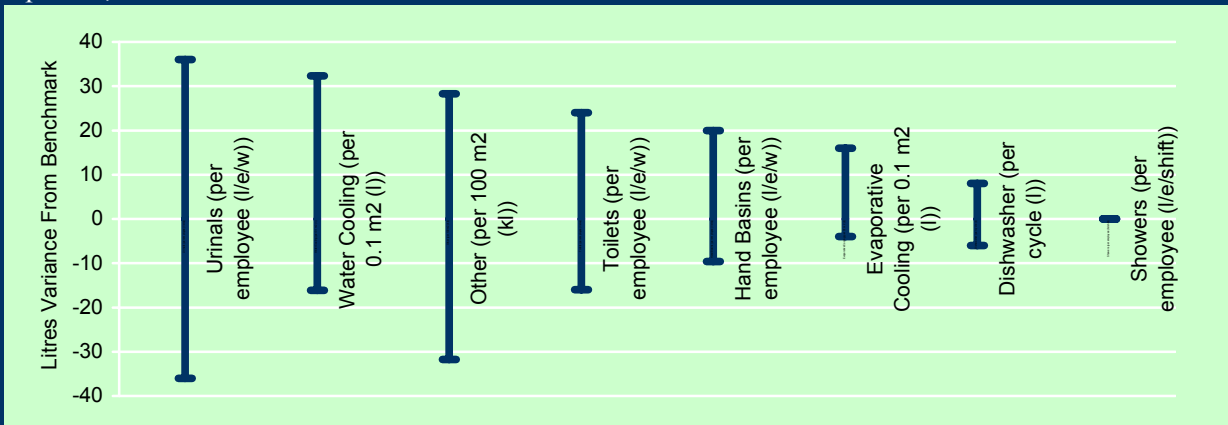 Litres Variance From Benchmark
40
30
20
10
0
-10
-20
-30
-40
Urinals (per
employee (l/e/w))
Water Cooling (per
0.1 m2 (l))
Other (per 100 m2
(kl))
Toilets (per
employee (l/e/w))
Hand Basins (per
employee (l/e/w))
Evaporative
Cooling (per 0.1 m2
(l))
Dishwasher (per
cycle (l))
Showers (per
employee (l/e/shift))